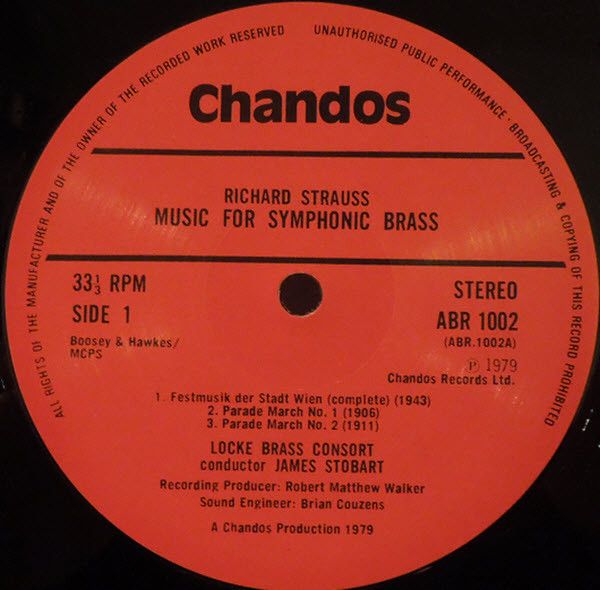 ALL RIGHTS OF THE MANUFACTURER AND OF THE OWNER OF THE RECORDED WORK RESERVED
UNAUTHORISED PUBLIC PERFORMANCE · BROADCASTING & COPYING OF THIS RECORD PROHIBITED
Chandos
RICHARD STRAUSS
MUSIC FOR SYMPHONIC BRASS
33⅓ RPM
STEREO
SIDE 1
ABR 1002
Boosey & Hawkes/
MCPS
(ABR.1002A)
℗ 1979
Chandos Records Ltd.
1. Festmusik der Stadt Wien (complete) (1943)
2. Parade March No. 1 (1906)
3. Parade March No. 2 (1911)
LOCKE BRASS CONSORT
conductor JAMES STOBART
Recording Producer: Robert Matthew Walker
Sound Engineer: Brian Couzens
A Chandos Production 1979